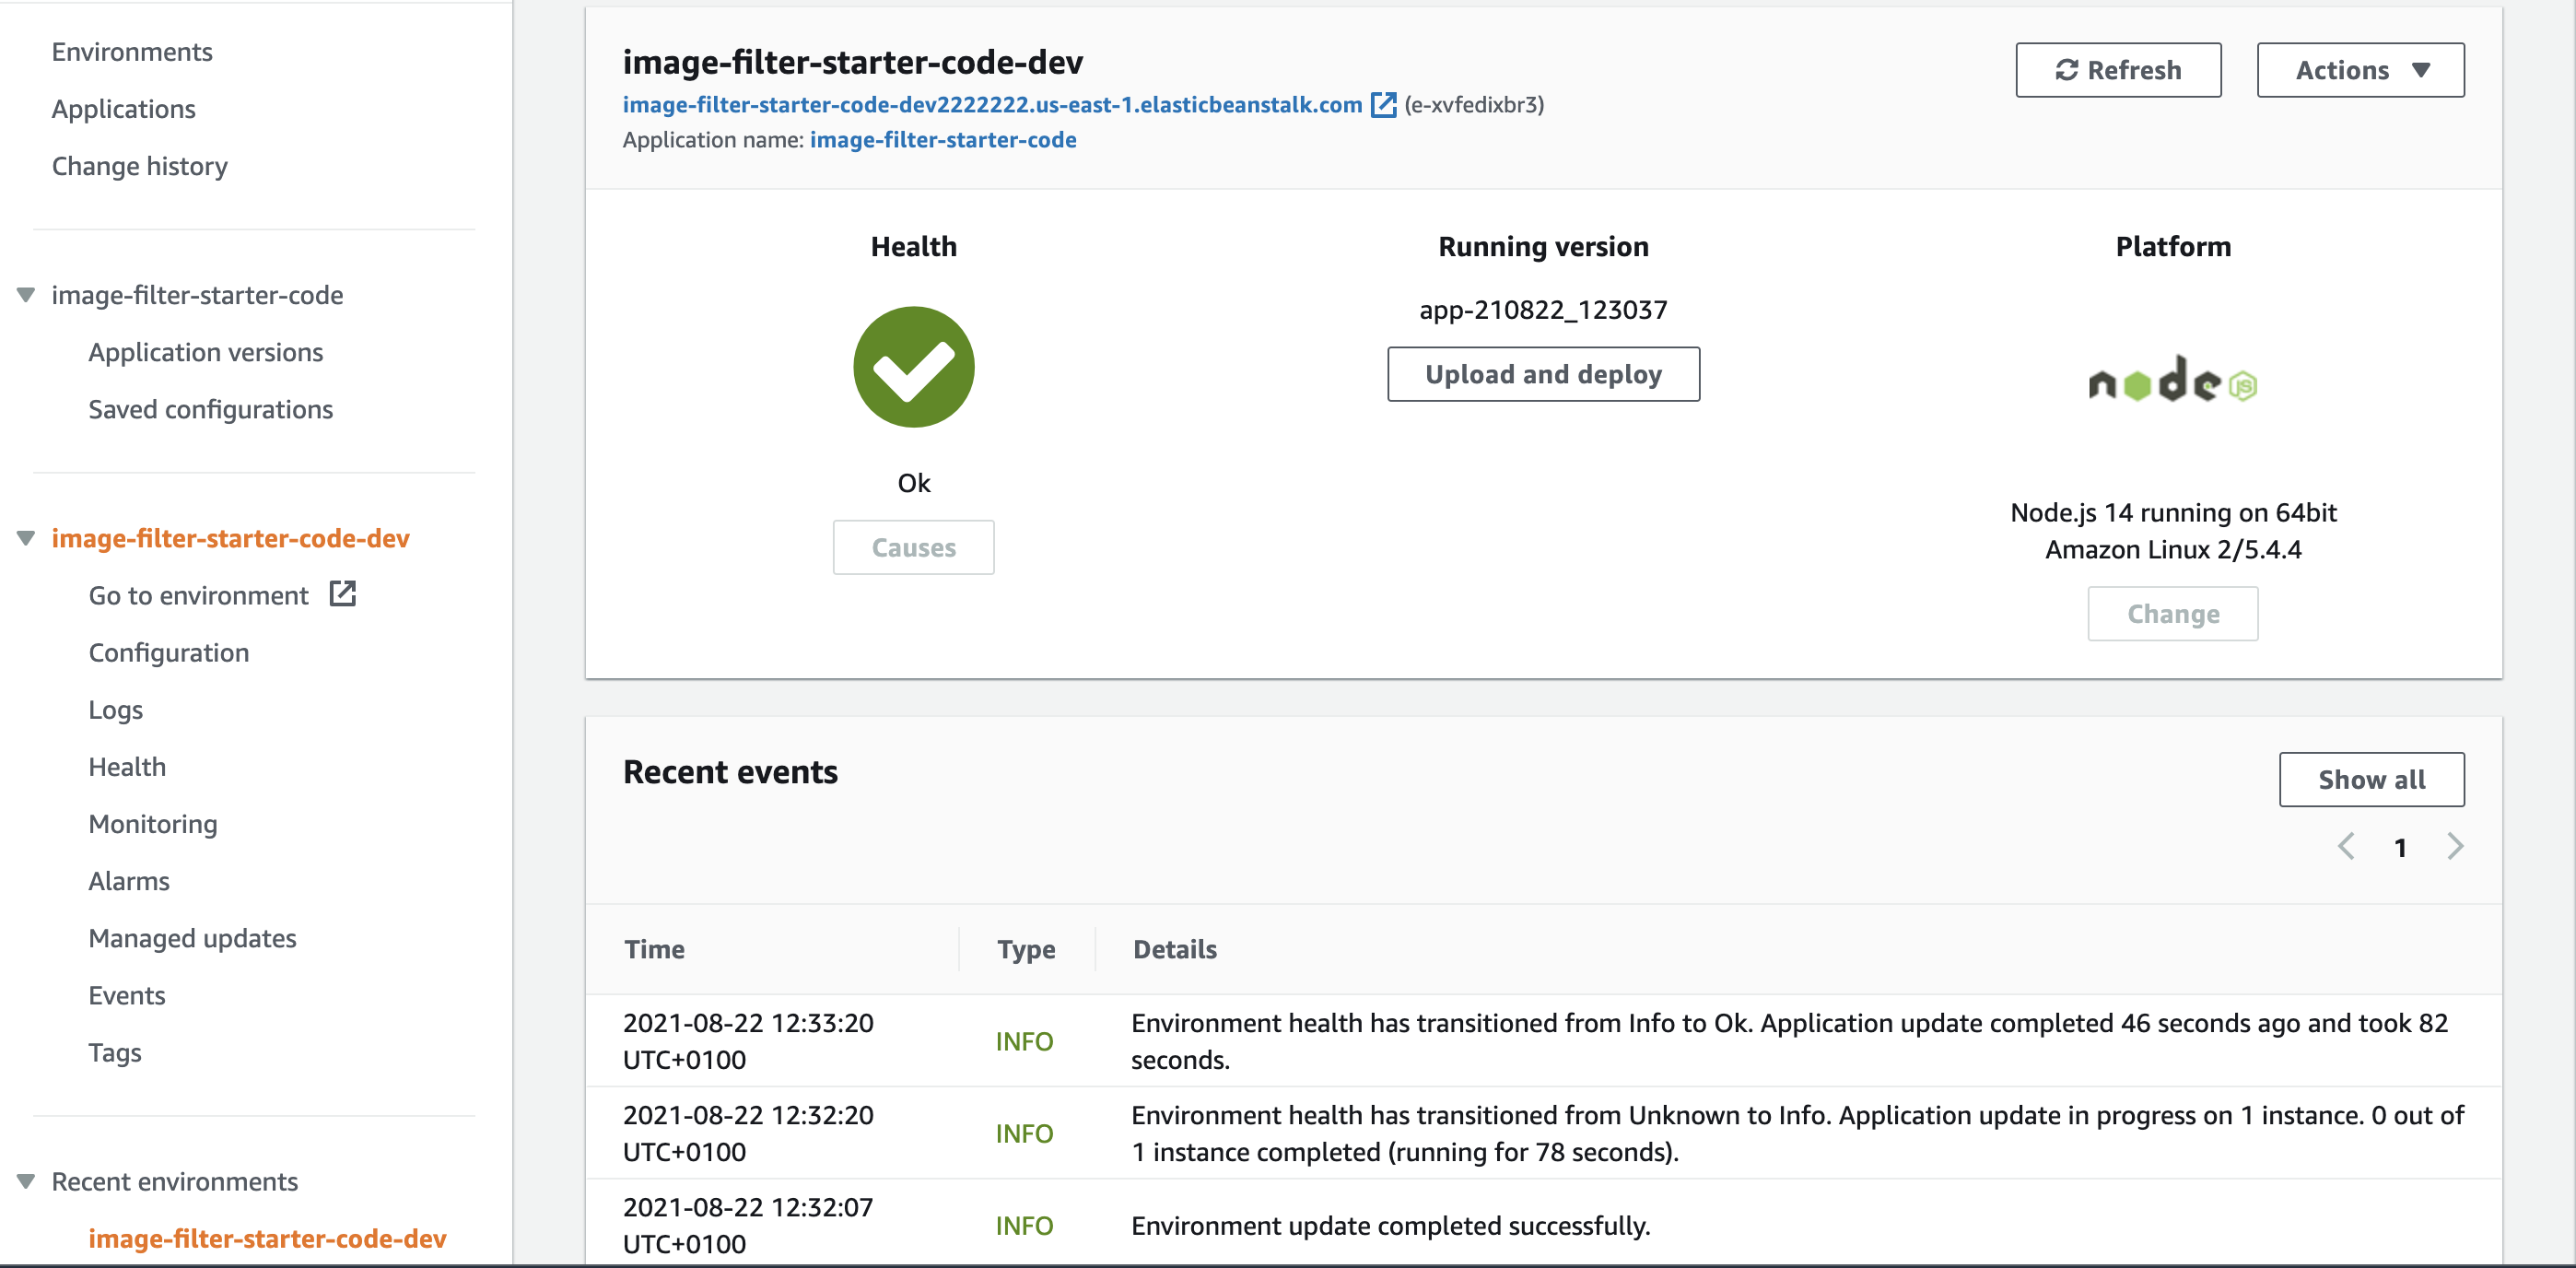 Environments
Applications
Change history
image-filter-starter-code
Application versions
Saved configurations
image-filter-starter-code-dev
Go to environment
Configuration
Logs
Health
Monitoring
Alarms
Managed updates
Events
Tags
Recent environments
image-filter-starter-code-dev
image-filter-starter-code-dev
image-filter-starter-code-dev2222222.us-east-1.elasticbeanstalk.com (e-xvfedixbr3)
Application name: image-filter-starter-code
Refresh
Actions
Health
Ok
Causes
Running version
app-210822_123037
Upload and deploy
Platform
node JS
Node.js 14 running on 64bit
Amazon Linux 2/5.4.4
Change
Recent events
Show all
1
Time Type Details
2021-08-22 12:33:20
UTC+0100
INFO
Environment health has transitioned from Info to Ok. Application update completed 46 seconds ago and took 82
seconds.
2021-08-22 12:32:20
UTC+0100
INFO
Environment health has transitioned from Unknown to Info. Application update in progress on 1 instance. 0 out of
1 instance completed (running for 78 seconds).
2021-08-22 12:32:07
UTC+0100
INFO
Environment update completed successfully.